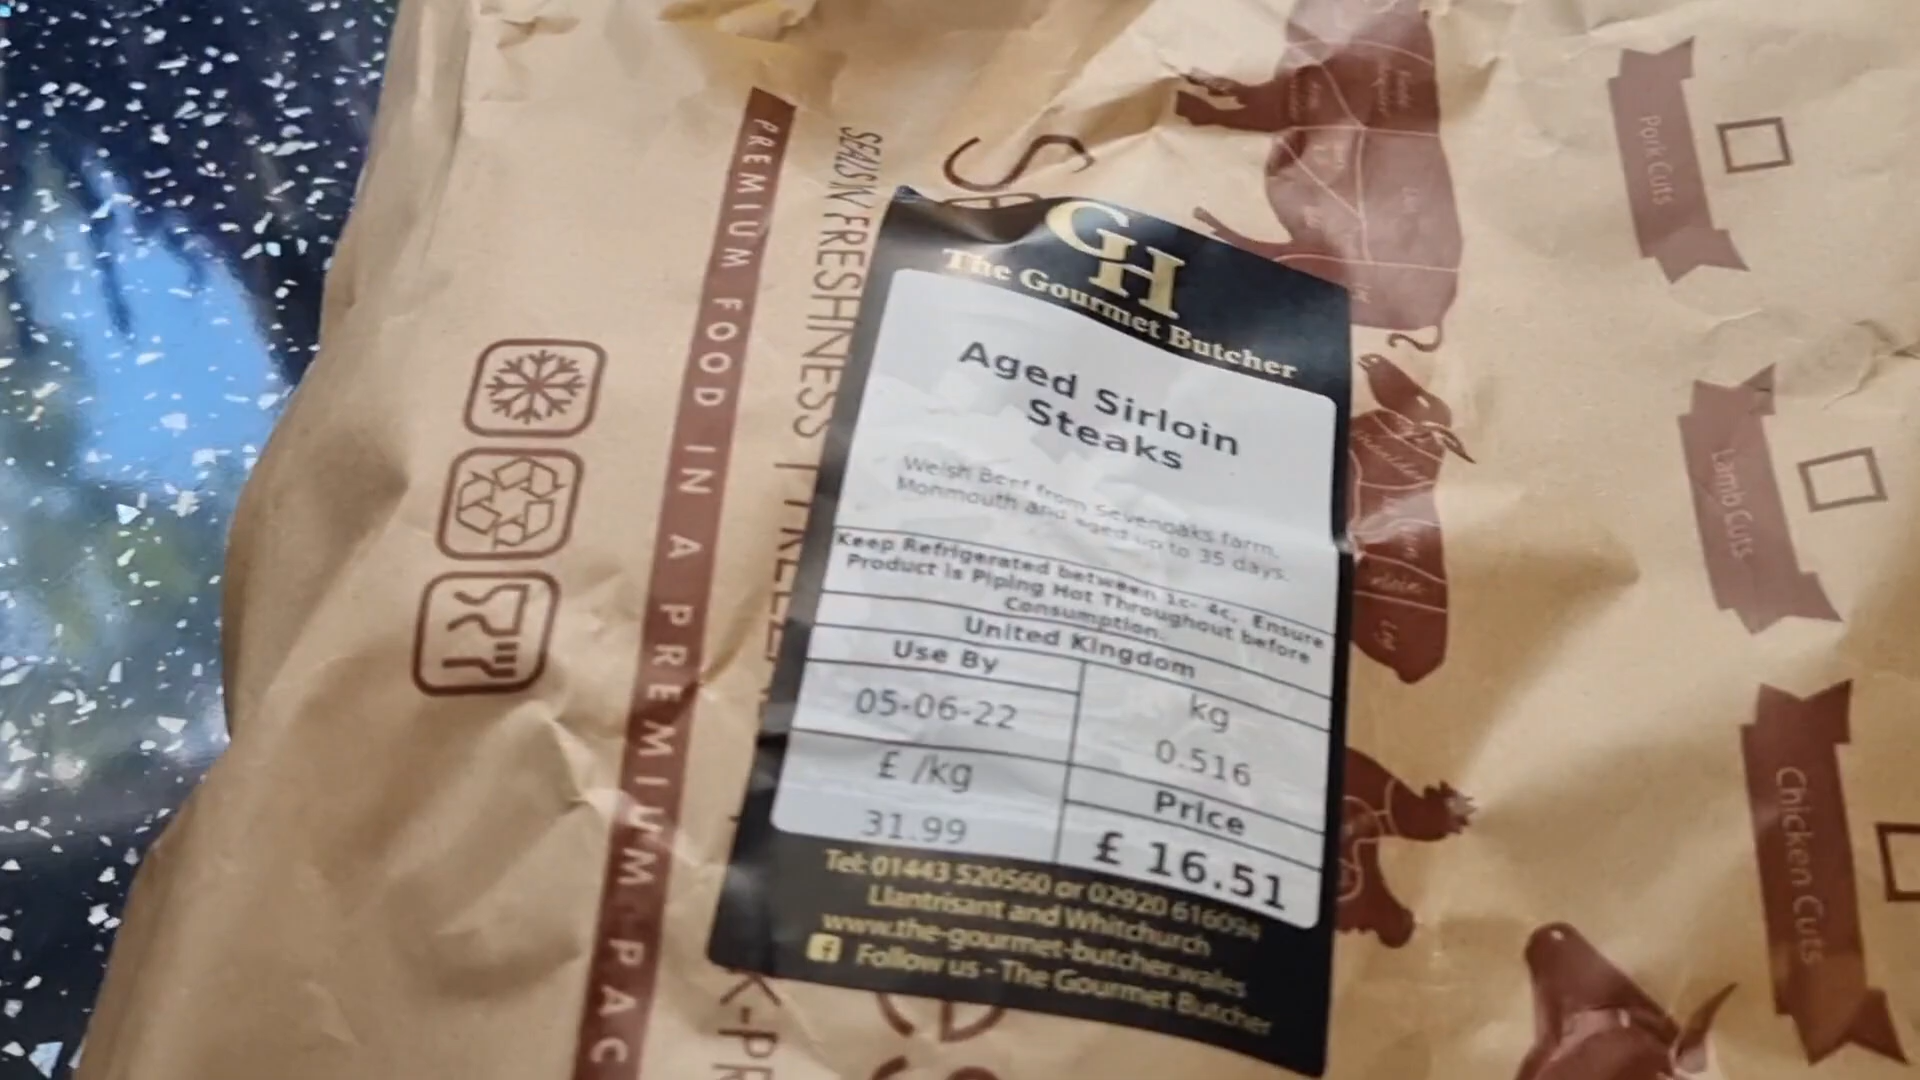 PREMIUM FOOD IN A PREMIUM PAC
SEALS IN FRESHNESS
GH
The Gourmet Butcher
Aged Sirloin
Steaks
Welsh Beef from Sevenoaks farm,
Monmouth and aged up to 35 days.
Keep Refrigerated between 1c- 4c, Ensure
Product is Piping Hot Throughout before
Consumption.
United Kingdom
Use By
05-06-22
kg
0.516
£ /kg
31.99
Price
£ 16.51
Tel: 01443 520560 or 02920 616094
Llantrisant and Whitchurch
www.the-gourmet-butcher.wales
f Follow us - The Gourmet Butcher
Pork Cuts
Lamb Cuts
Chicken Cuts
Leg